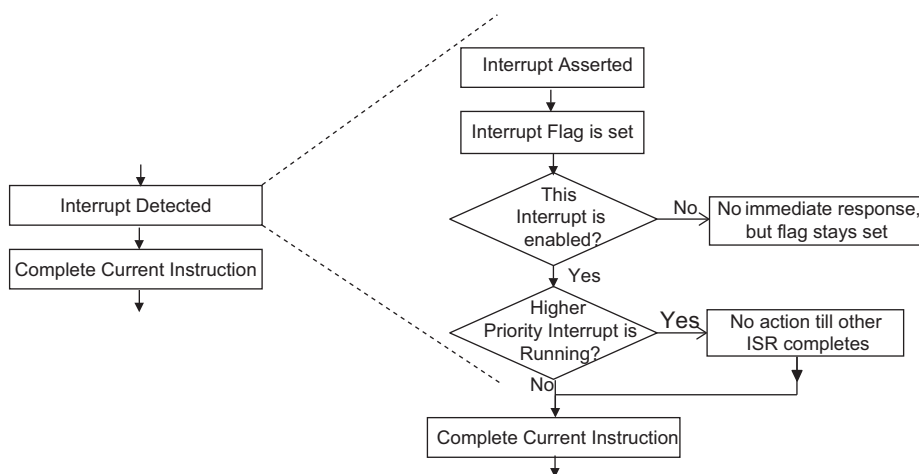 Interrupt Asserted
Interrupt Flag is set
This
Interrupt is
enabled?
No
No immediate response,
but flag stays set
Yes
Higher
Priority Interrupt is
Running?
Yes
No action till other
ISR completes
No
Complete Current Instruction
Interrupt Detected
Complete Current Instruction